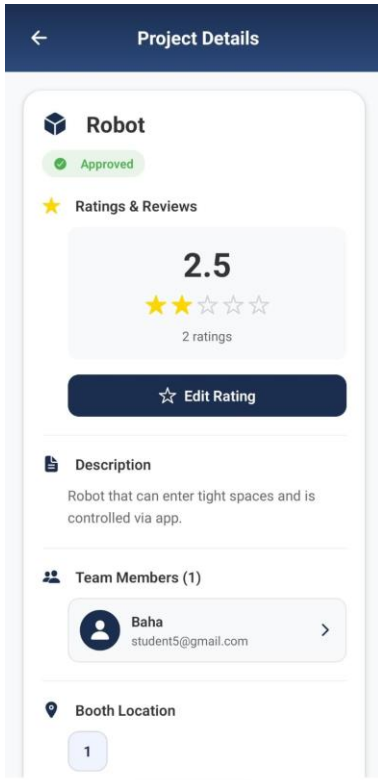 Project Details
Robot
Approved
Ratings & Reviews
2.5
2 ratings
Edit Rating
Description
Robot that can enter tight spaces and is
controlled via app.
Team Members (1)
Baha
student5@gmail.com
Booth Location
1